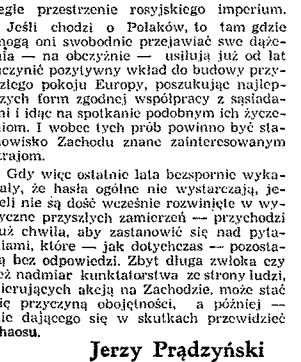 ległe przestrzenie rosyjskiego imperium.
Jeśli chodzi o Polaków, to tam gdzie
mogą oni swobodnie przejawiać swe dąże-
nia — na obczyźnie — usiłują już od lat
uczynić pozytywny wkład do budowy przy-
szłego pokoju Europy, poszukując najlep-
szych form zgodnej współpracy z sąsiada-
mi i idąc na spotkanie podobnym ich życze-
niom. I wobec tych prób powinno być sta-
nowisko Zachodu znane zainteresowanym
krajom.
Gdy więc ostatnie lata bezspornie wyka-
zały, że hasła ogólne nie wystarczają, je-
żeli nie są dość wcześnie rozwinięte w wy-
tyczne przyszłych zamierzeń — przychodzi
już chwila, aby zastanowić się nad pyta-
niami, które — jak dotychczas — pozosta-
ją bez odpowiedzi. Zbyt długa zwłoka czy
też nadmiar kunktatorstwa ze strony ludzi,
kierujących akcją na Zachodzie, może stać
się przyczyną obojętności, a później —
nie dającego się w skutkach przewidzieć
chaosu.
Jerzy Prądzyński